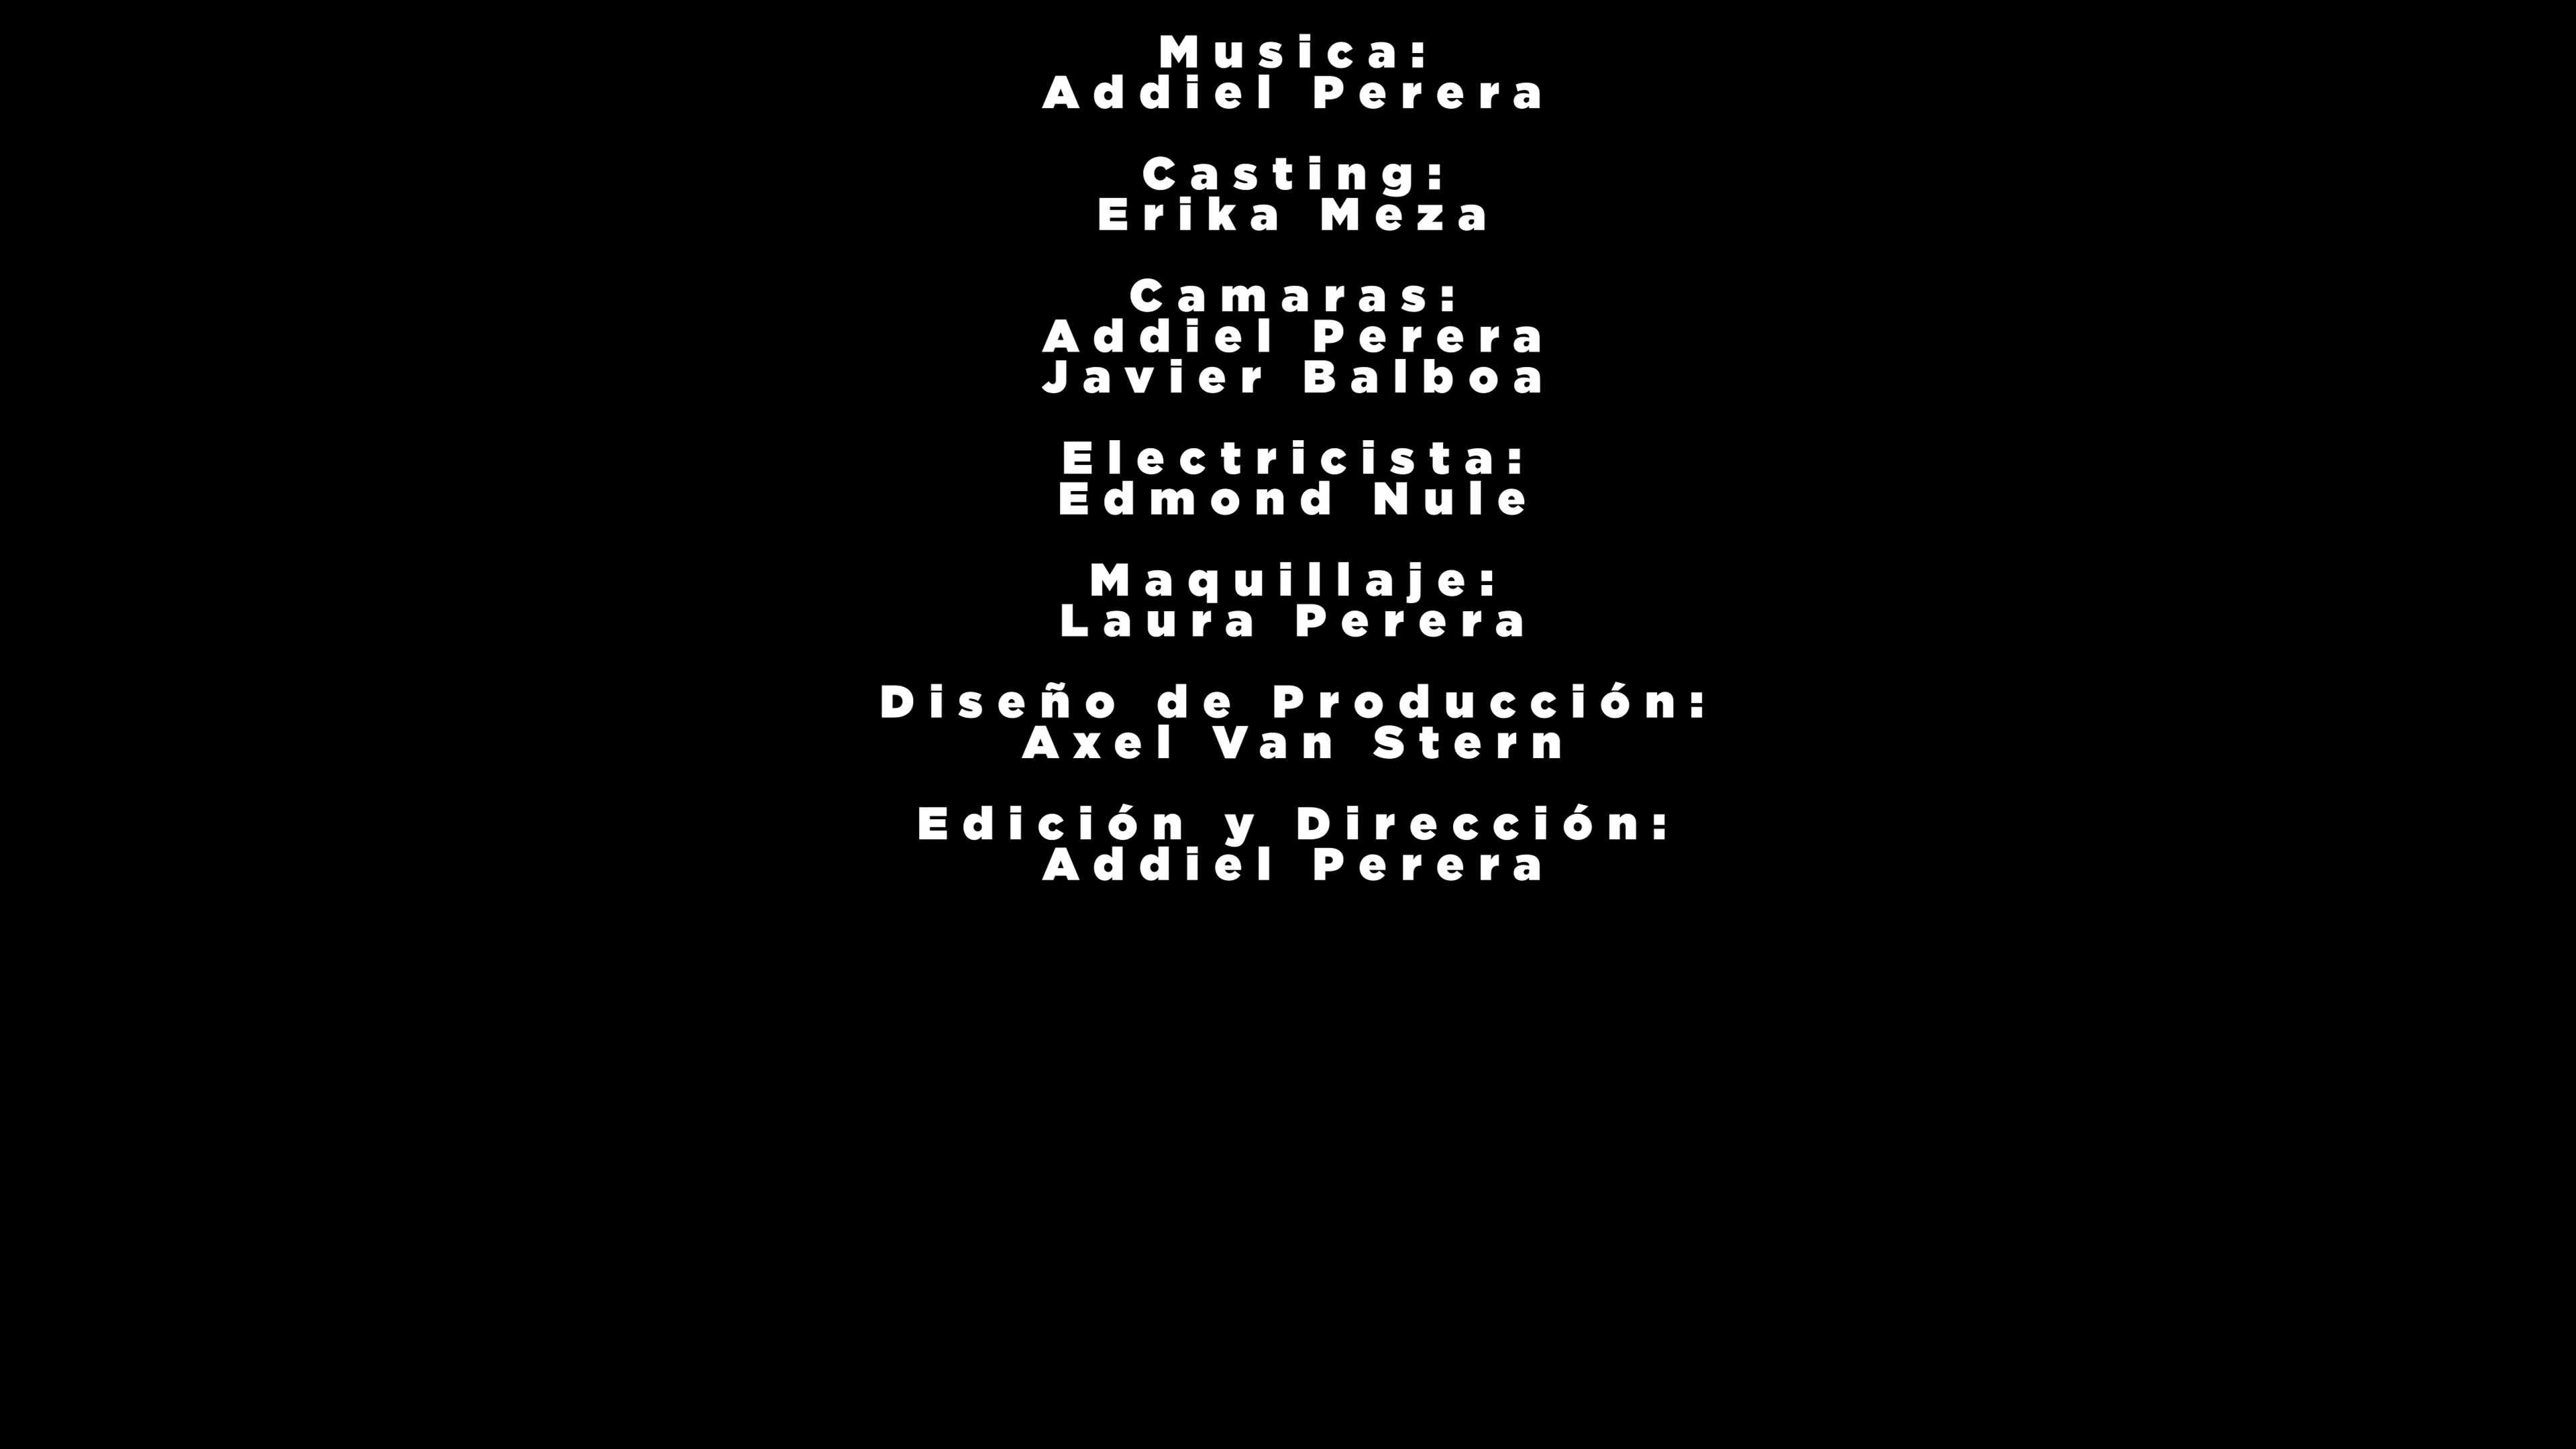 Musica:
Addiel Perera
Casting:
Erika Meza
Camaras:
Addiel Perera
Javier Balboa
Electricista:
Edmond Nule
Maquillaje:
Laura Perera
Diseño de Producción:
Axel Van Stern
Edición y Dirección:
Addiel Perera